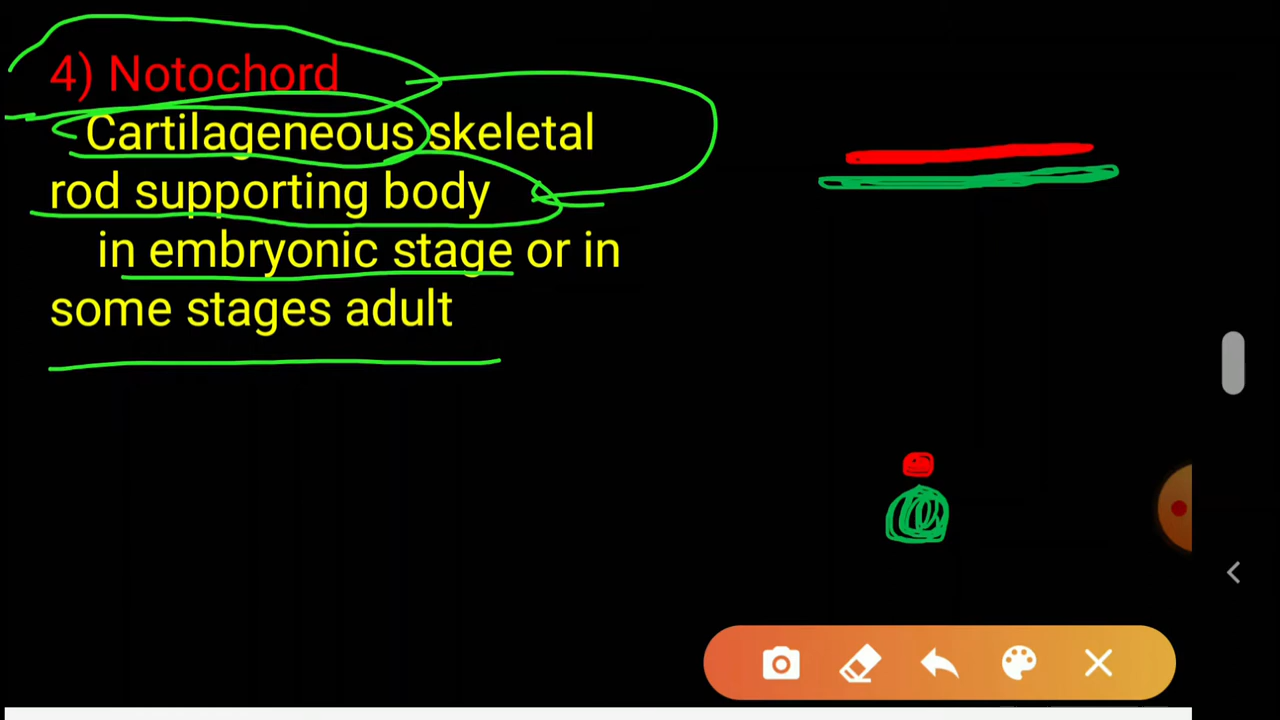 4) Notochord
Cartilageneous skeletal
rod supporting body
in embryonic stage or in
some stages adult